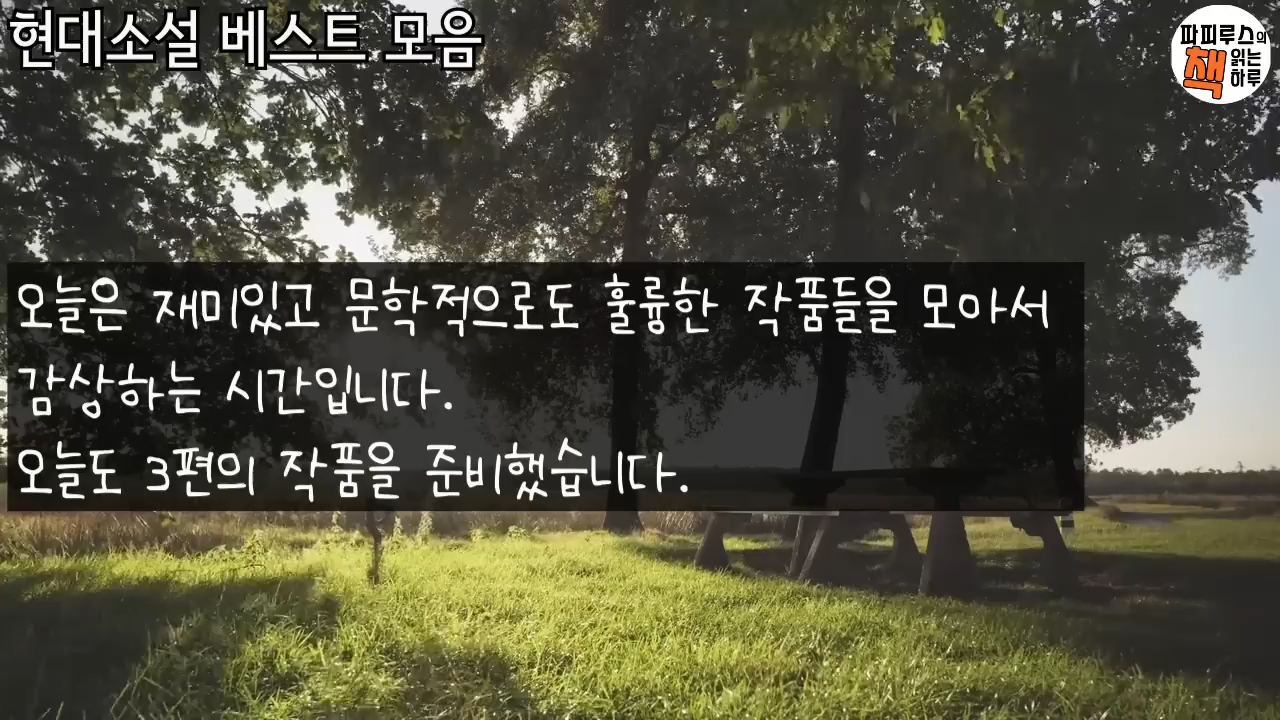 현대소설 베스트 모음
파피루스의
책 읽는
하루
오늘은 재미있고 문학적으로도 훌륭한 작품들을 모아서
감상하는 시간입니다.
오늘도 3편의 작품을 준비했습니다.